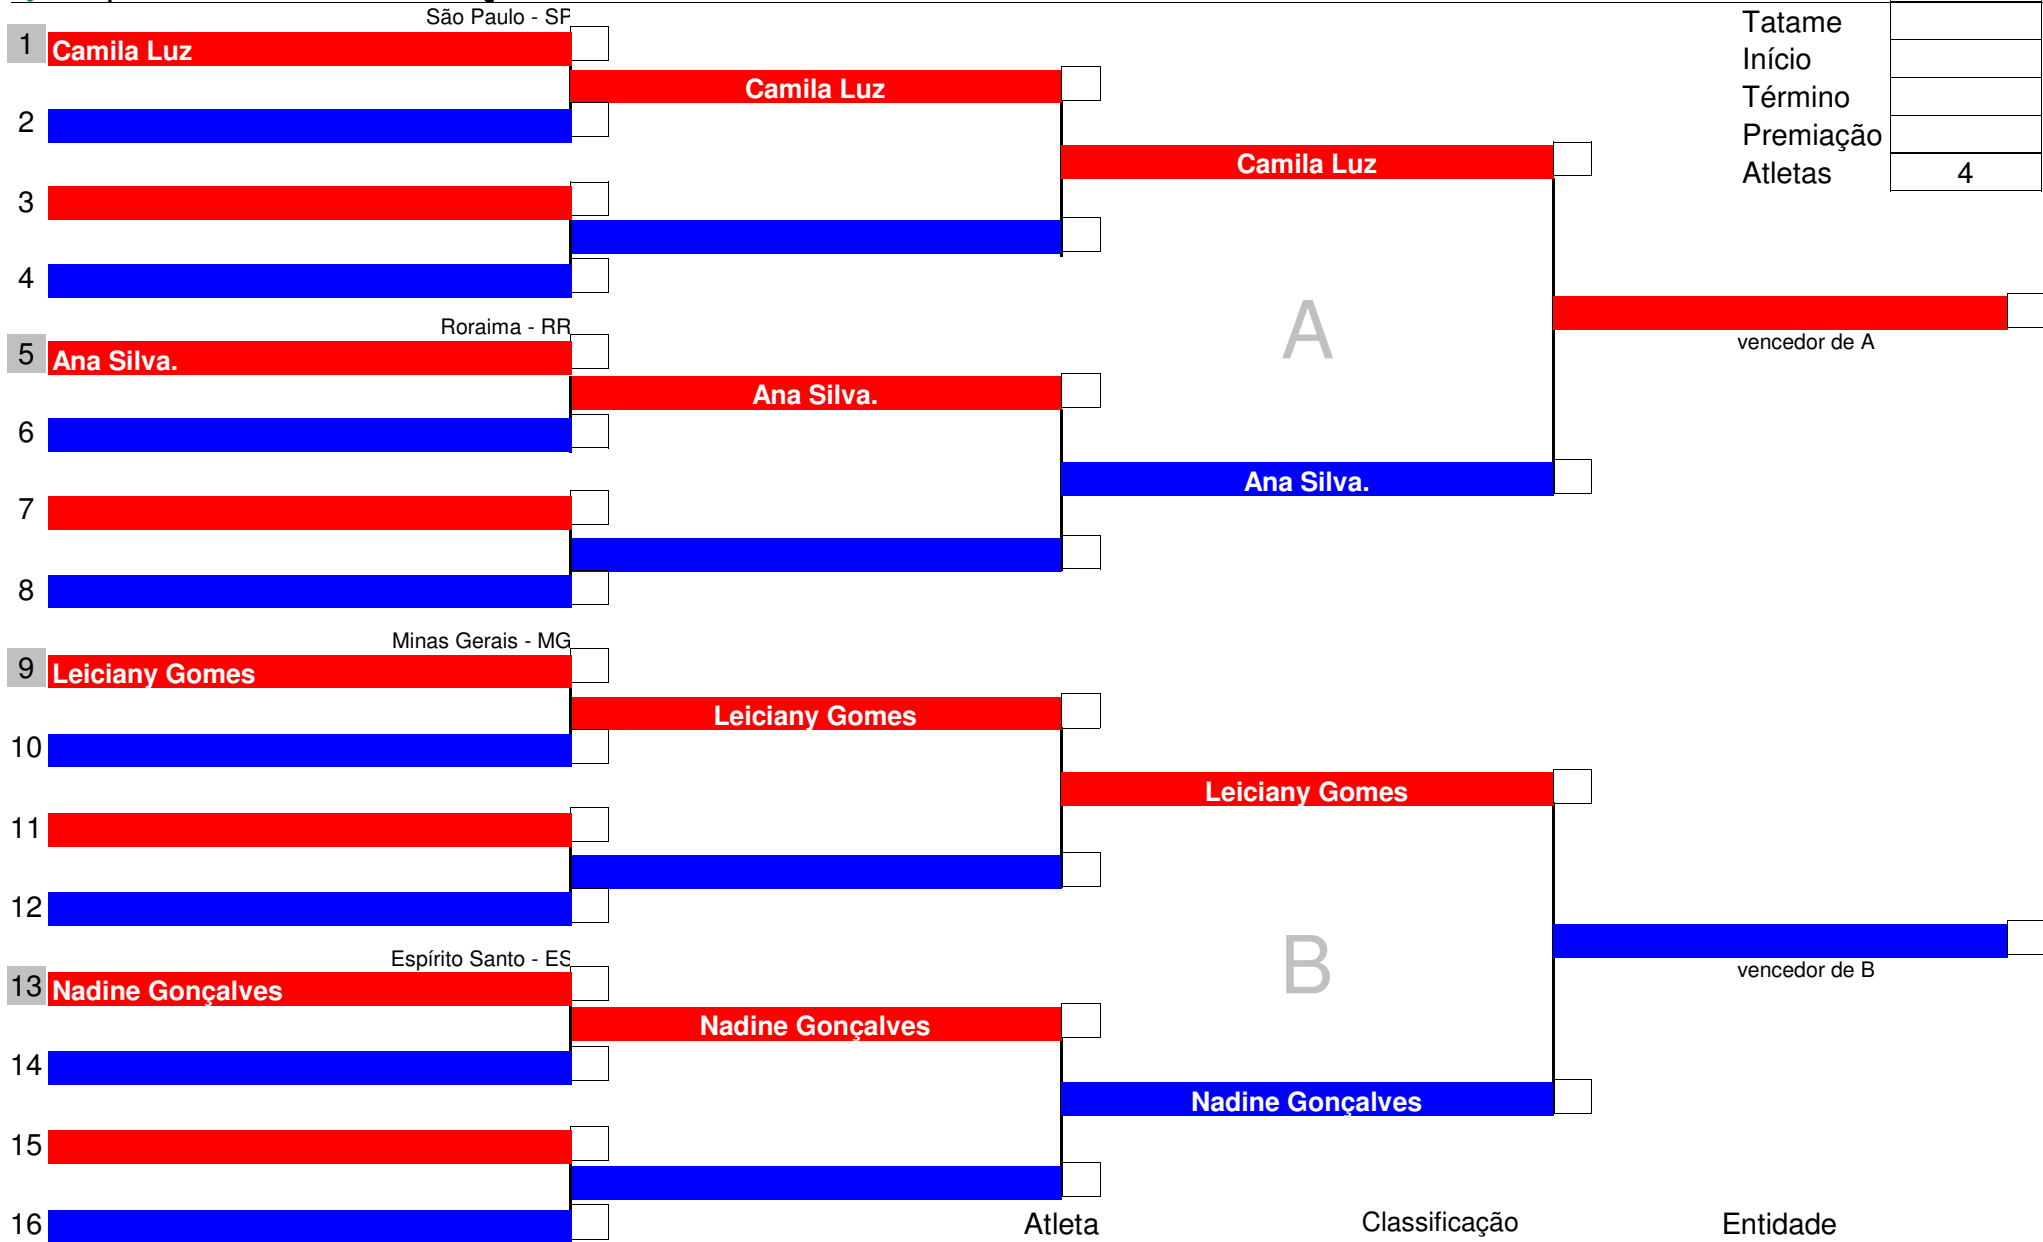 São Paulo - SP
Tatame
1 Camila Luz
Início
Camila Luz
Término
2
Premiação
Camila Luz
Atletas 4
3
4
A
Roraima - RR
vencedor de A
5 Ana Silva.
Ana Silva.
6
Ana Silva.
7
8
Minas Gerais - MG
9 Leiciany Gomes
Leiciany Gomes
10
Leiciany Gomes
11
12
B
Espírito Santo - ES
vencedor de B
13 Nadine Gonçalves
Nadine Gonçalves
14
Nadine Gonçalves
15
16
Atleta Classificação Entidade